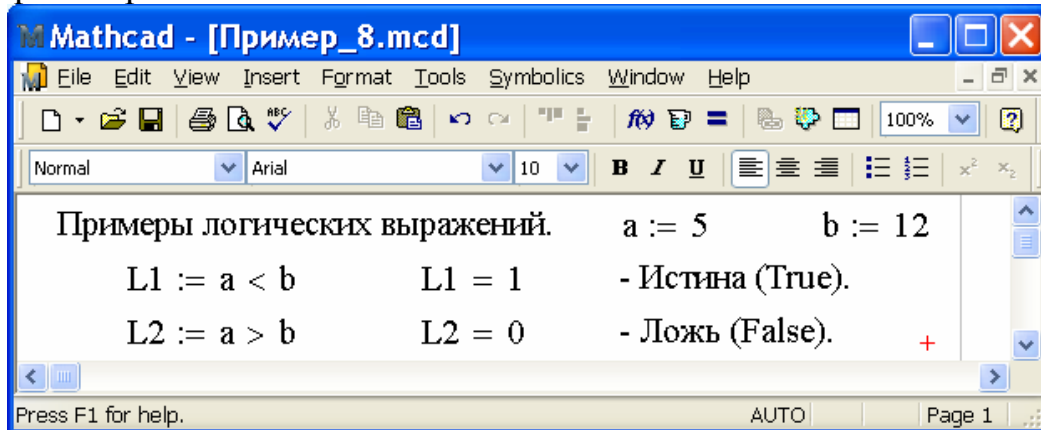 Mathcad - [Пример_8.mcd]
File Edit View Insert Format Tools Symbolics Window Help
100%
Normal Arial 10 B I U
Примеры логических выражений. a := 5 b := 12
L1 := a < b L1 = 1 - Истина (True).
L2 := a > b L2 = 0 - Ложь (False).
Press F1 for help. AUTO Page 1